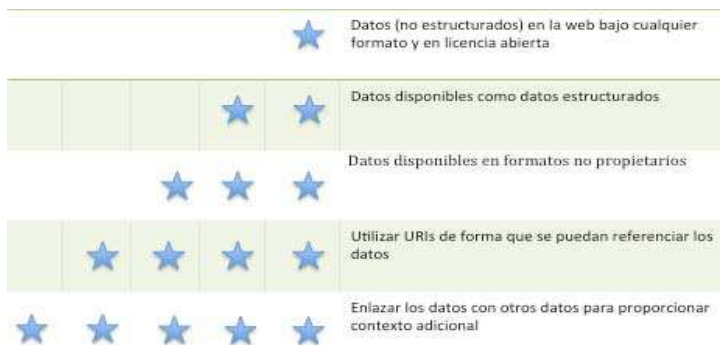 Datos (no estructurados) en la web bajo cualquier
formato y en licencia abierta
Datos disponibles como datos estructurados
Datos disponibles en formatos no propietarios
Utilizar URIs de forma que se puedan referenciar los
datos
Enlazar los datos con otros datos para proporcionar
contexto adicional